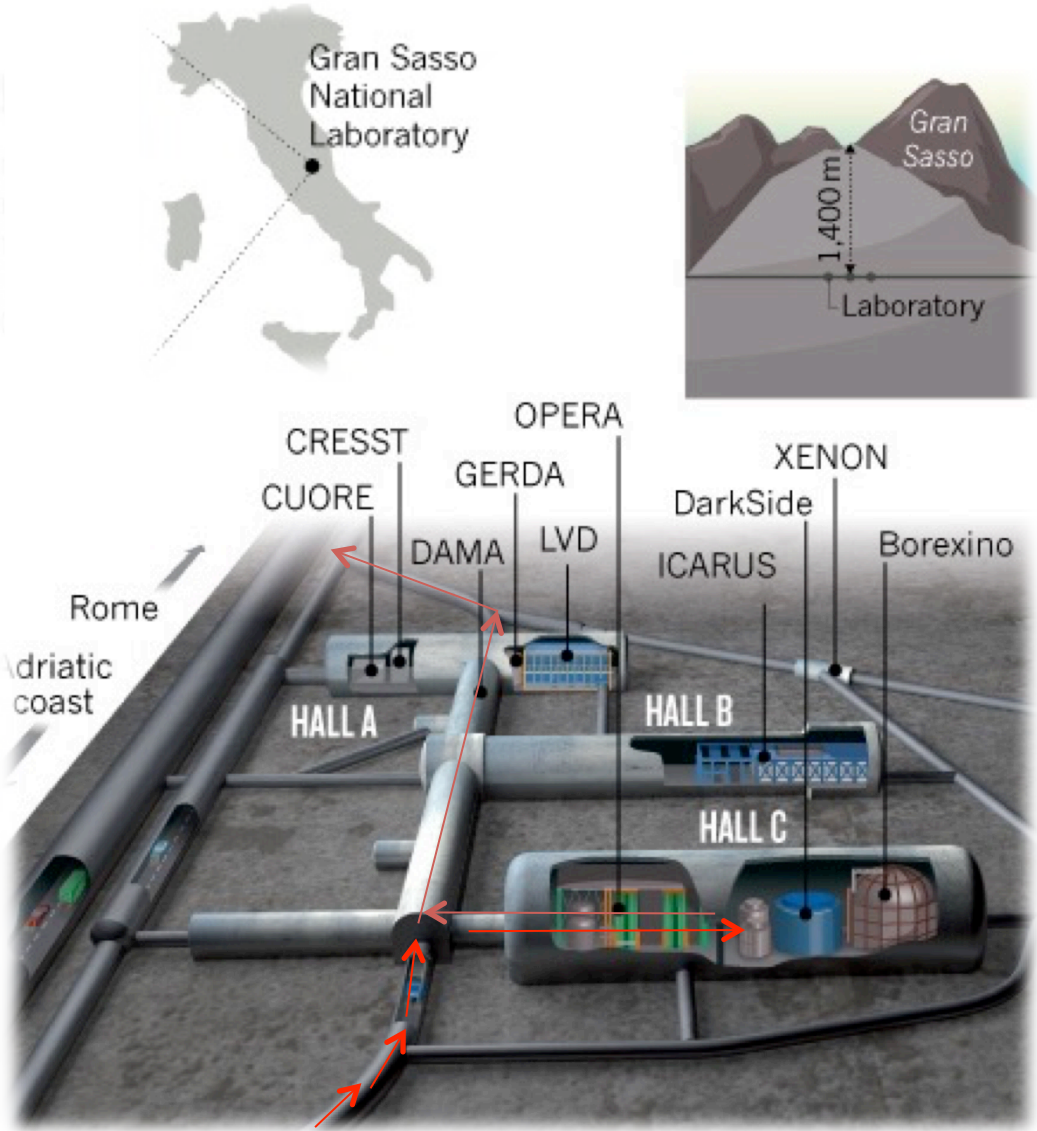 Gran Sasso
National
Laboratory
Gran
Sasso
1,400 m
Laboratory
OPERA
CRESST
XENON
GERDA
CUORE
DarkSide
DAMA
LVD
Borexino
ICARUS
Rome
Adriatic
coast
HALL A
HALL B
HALL C